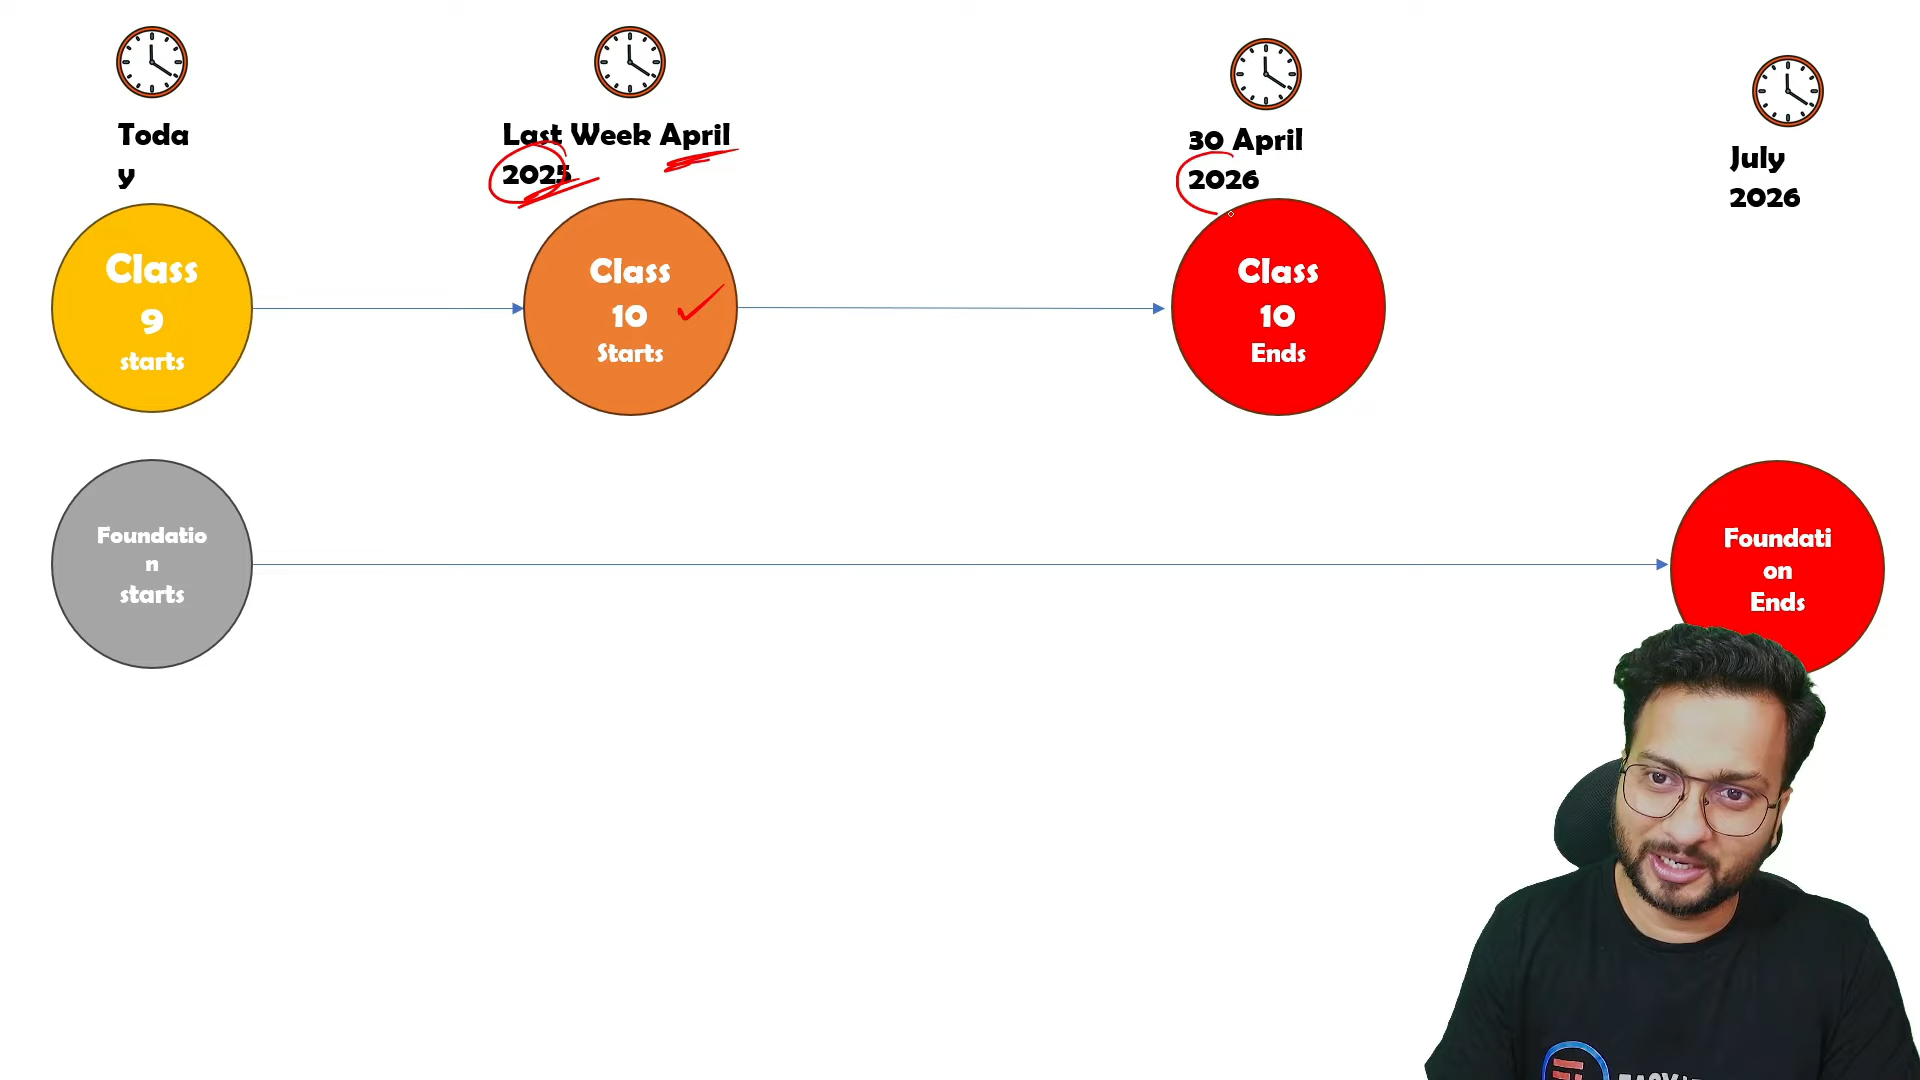 Toda
y
Last Week April
2025
30 April
2026
July
2026
Class
9
starts
Class
10
Starts
Class
10
Ends
Foundatio
n
starts
Foundati
on
Ends